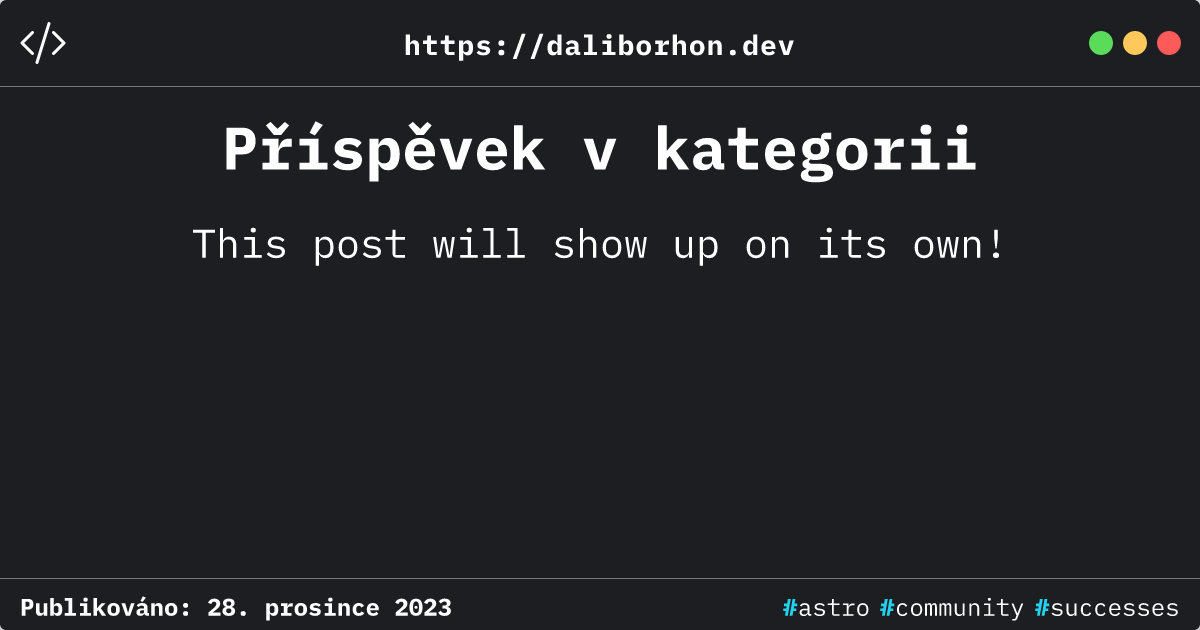 </>
https://daliborhon.dev
Příspěvek v kategorii
This post will show up on its own!
Publikováno: 28. prosince 2023
#astro #community #successes